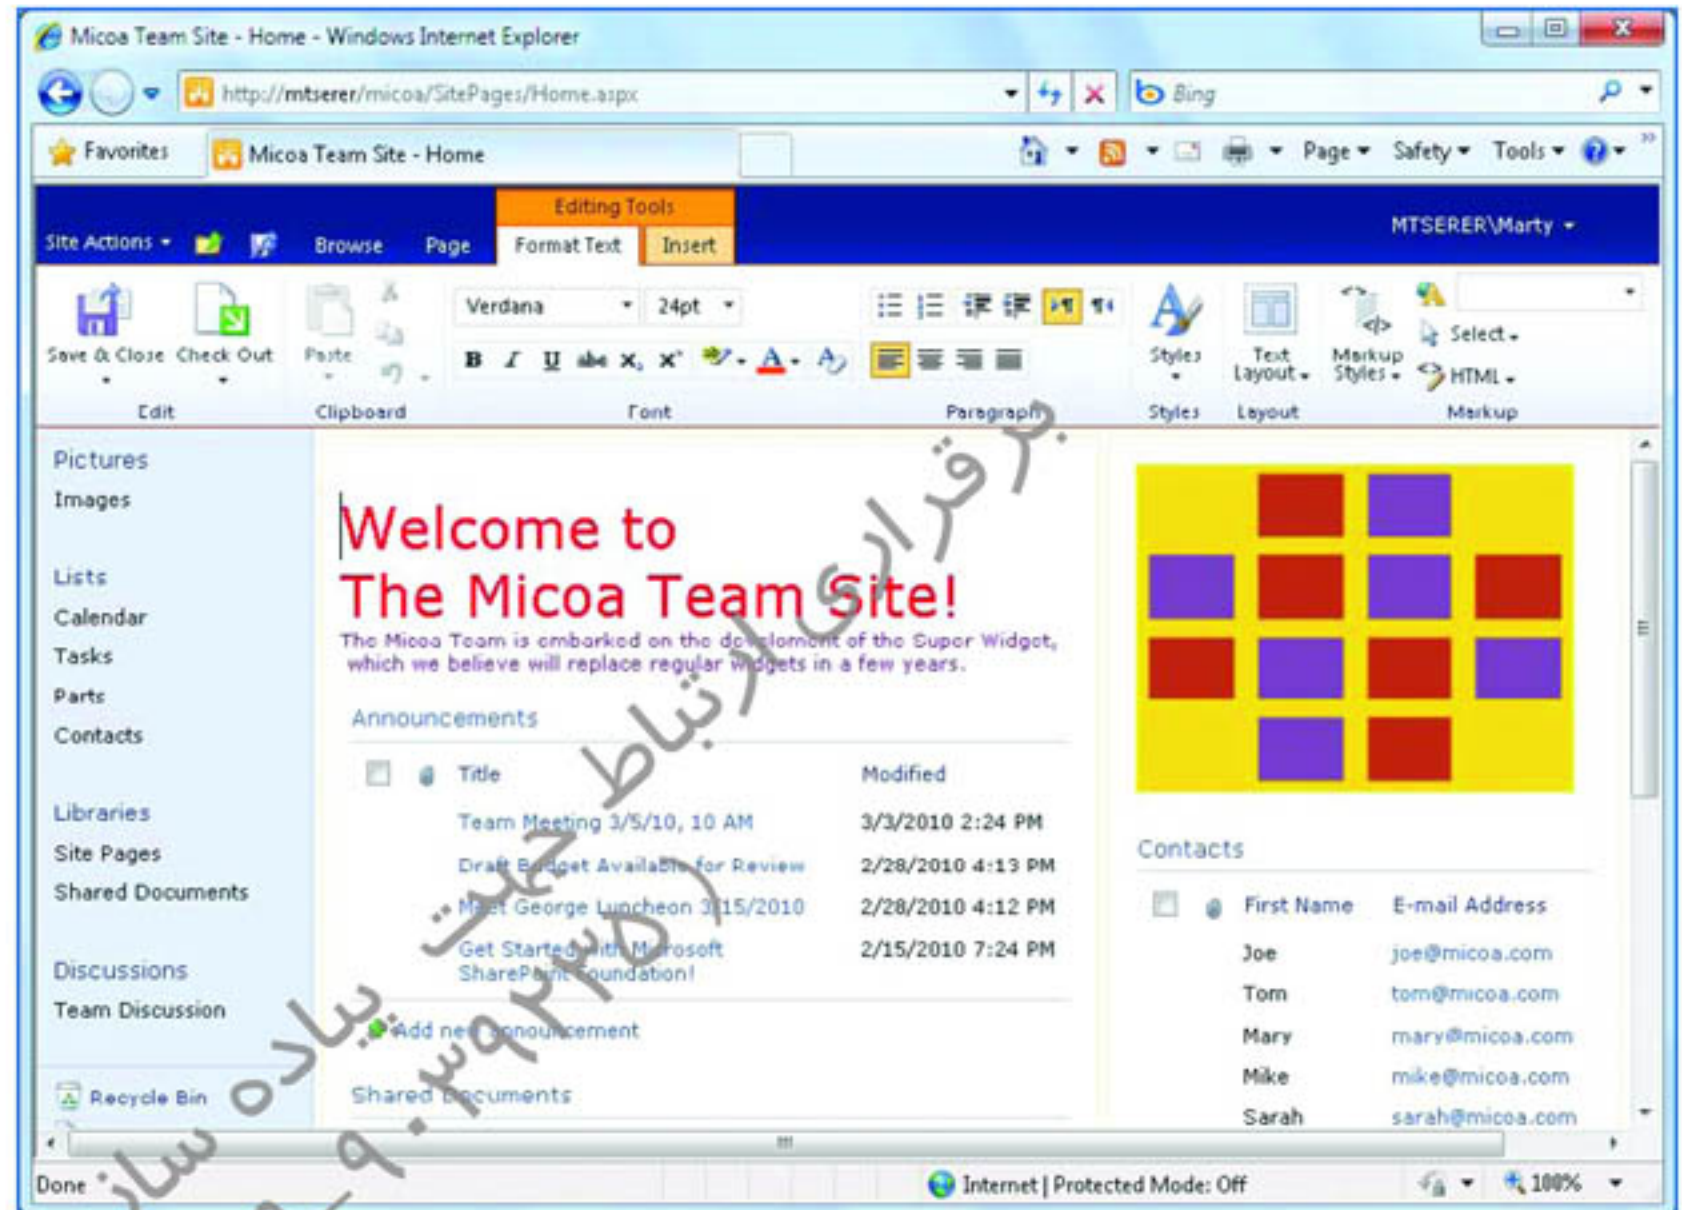 Micoa Team Site - Home - Windows Internet Explorer
http://mtserer/micoa/SitePages/Home.aspx
Bing
Favorites
Micoa Team Site - Home
Page
Safety
Tools
Editing Tools
MTSERER\Marty
Site Actions
Browse
Page
Format Text
Insert
Verdana
24pt
Save & Close
Check Out
Paste
B I U abc X, X
Styles
Text Layout
Markup Styles
Select
HTML
Edit
Clipboard
Font
Paragraph
Styles
Layout
Markup
Pictures
Images
Lists
Calendar
Tasks
Parts
Contacts
Libraries
Site Pages
Shared Documents
Discussions
Team Discussion
Recycle Bin
Welcome to
The Micoa Team Site!
The Micoa Team is embarked on the develoment of the Super Widget,
which we believe will replace regular widgets in a few years.
Announcements
Title Modified
Team Meeting 3/5/10, 10 AM 3/3/2010 2:24 PM
Draft Budget Available for Review 2/28/2010 4:13 PM
Meet George Luncheon 3/15/2010 2/28/2010 4:12 PM
Get Started with Microsoft 2/15/2010 7:24 PM
SharePoint Foundation!
Add new announcement
Shared Documents
Contacts
First Name E-mail Address
Joe joe@micoa.com
Tom tom@micoa.com
Mary mary@micoa.com
Mike mike@micoa.com
Sarah sarah@micoa.com
Done
Internet | Protected Mode: Off
100%
برقراری ارتباط جهت پیاده